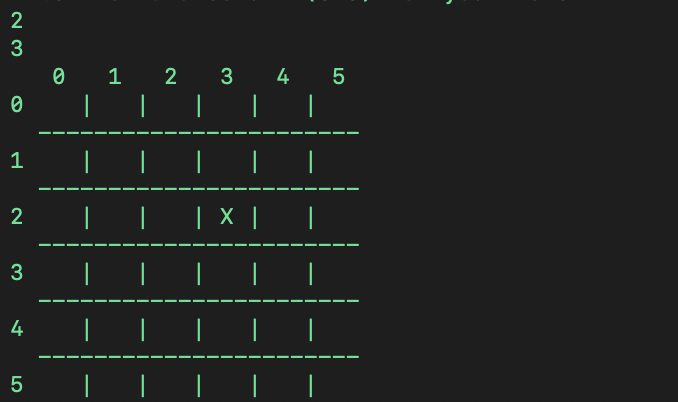 2
3
   0   1   2   3   4   5
0    |   |   |   |   |
  -----------------------
1    |   |   |   |   |
  -----------------------
2    |   |   | X |   |
  -----------------------
3    |   |   |   |   |
  -----------------------
4    |   |   |   |   |
  -----------------------
5    |   |   |   |   |